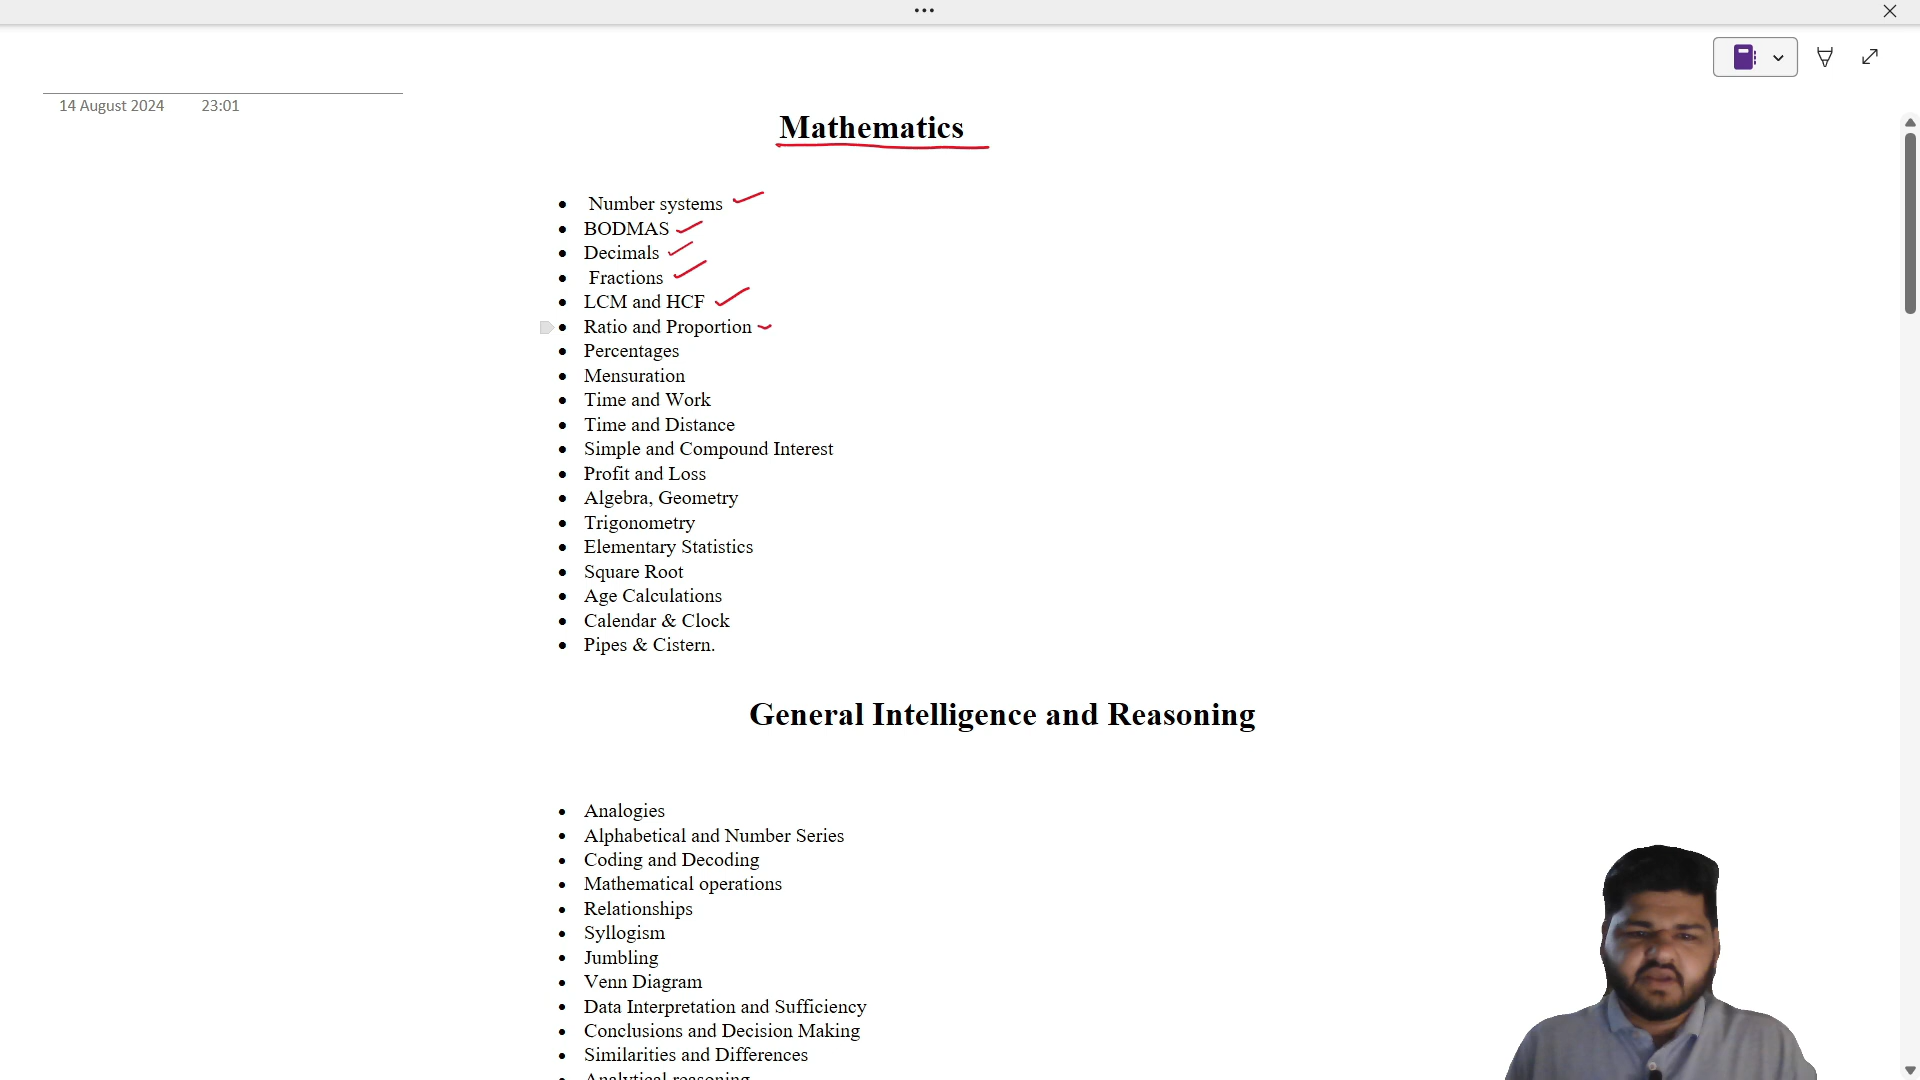 14 August 2024 23:01
Mathematics
• Number systems
• BODMAS
• Decimals
• Fractions
• LCM and HCF
• Ratio and Proportion
• Percentages
• Mensuration
• Time and Work
• Time and Distance
• Simple and Compound Interest
• Profit and Loss
• Algebra, Geometry
• Trigonometry
• Elementary Statistics
• Square Root
• Age Calculations
• Calendar & Clock
• Pipes & Cistern.
General Intelligence and Reasoning
• Analogies
• Alphabetical and Number Series
• Coding and Decoding
• Mathematical operations
• Relationships
• Syllogism
• Jumbling
• Venn Diagram
• Data Interpretation and Sufficiency
• Conclusions and Decision Making
• Similarities and Differences
• Analytical reasoning